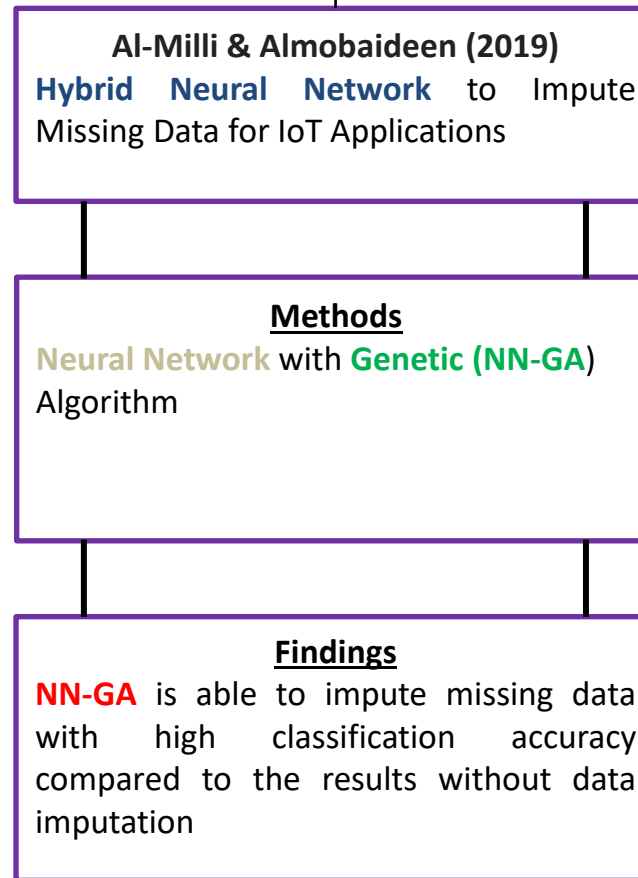 Al-Milli & Almobaideen (2019)
Hybrid Neural Network to Impute
Missing Data for IoT Applications
Methods
Neural Network with Genetic (NN-GA)
Algorithm
Findings
NN-GA is able to impute missing data
with high classification accuracy
compared to the results without data
imputation